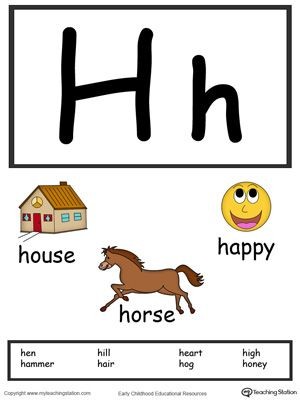 H h
house
happy
horse
hen hill heart high
hammer hair hog honey
Copyright © www.myteachingstation.com Early Childhood Educational Resources MyTeachingStation